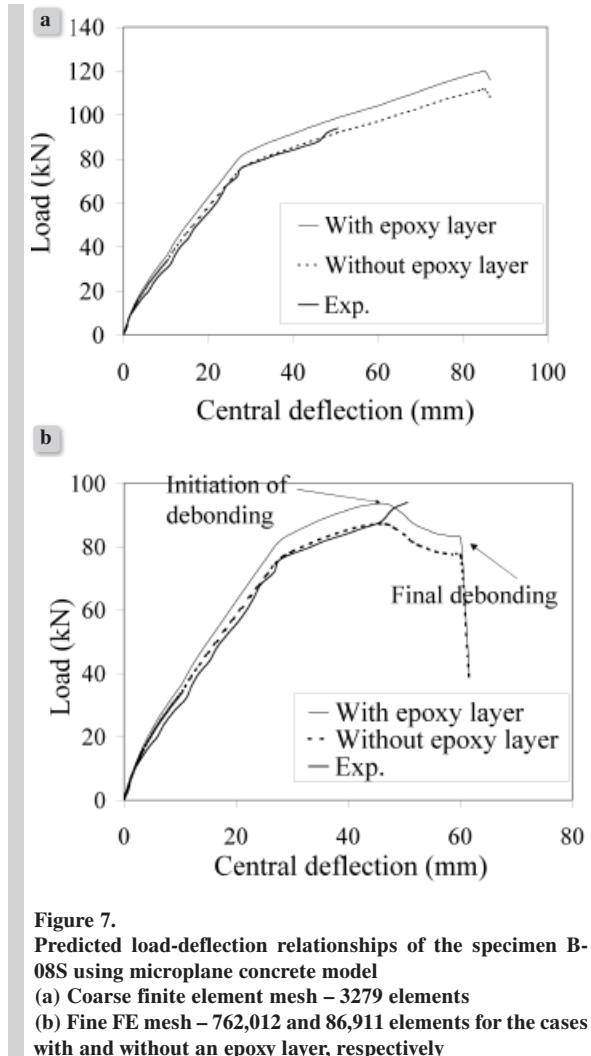 a
140
120
100
80
60
40
20
0
Load (kN)
With epoxy layer
Without epoxy layer
Exp.
0 20 40 60 80 100
Central deflection (mm)
b
100
80
60
40
20
0
Load (kN)
Initiation of
debonding
Final debonding
With epoxy layer
Without epoxy layer
Exp.
0 20 40 60 80
Central deflection (mm)
Figure 7.
Predicted load-deflection relationships of the specimen B-
08S using microplane concrete model
(a) Coarse finite element mesh – 3279 elements
(b) Fine FE mesh – 762,012 and 86,911 elements for the cases
with and without an epoxy layer, respectively